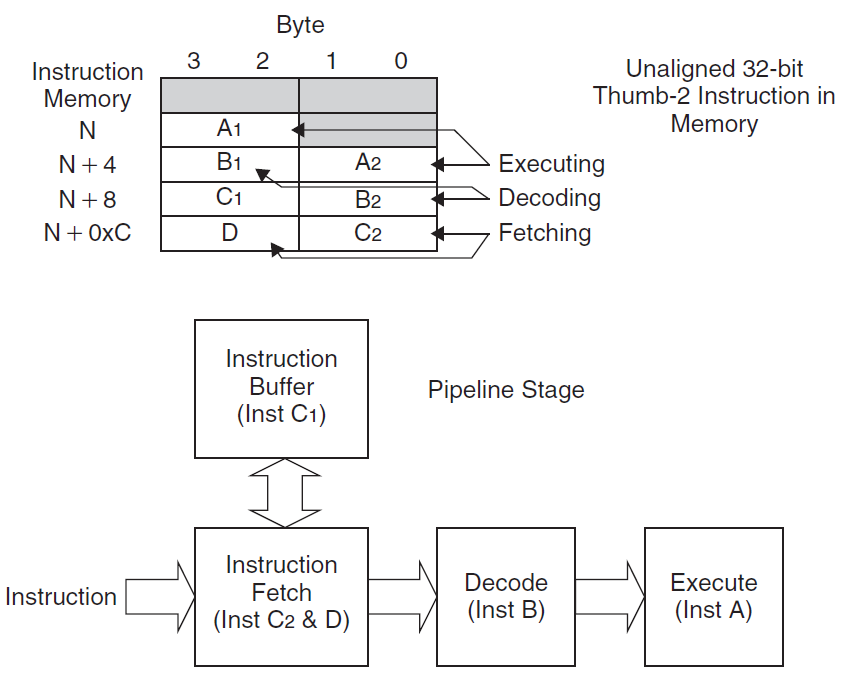 Byte
3 2 1 0
Instruction
Memory
Unaligned 32-bit
Thumb-2 Instruction in
Memory
N A1
N + 4 B1 A2 Executing
N + 8 C1 B2 Decoding
N + 0xC D C2 Fetching
Instruction
Buffer
(Inst C1)
Pipeline Stage
Instruction
Instruction
Fetch
(Inst C2 & D)
Decode
(Inst B)
Execute
(Inst A)